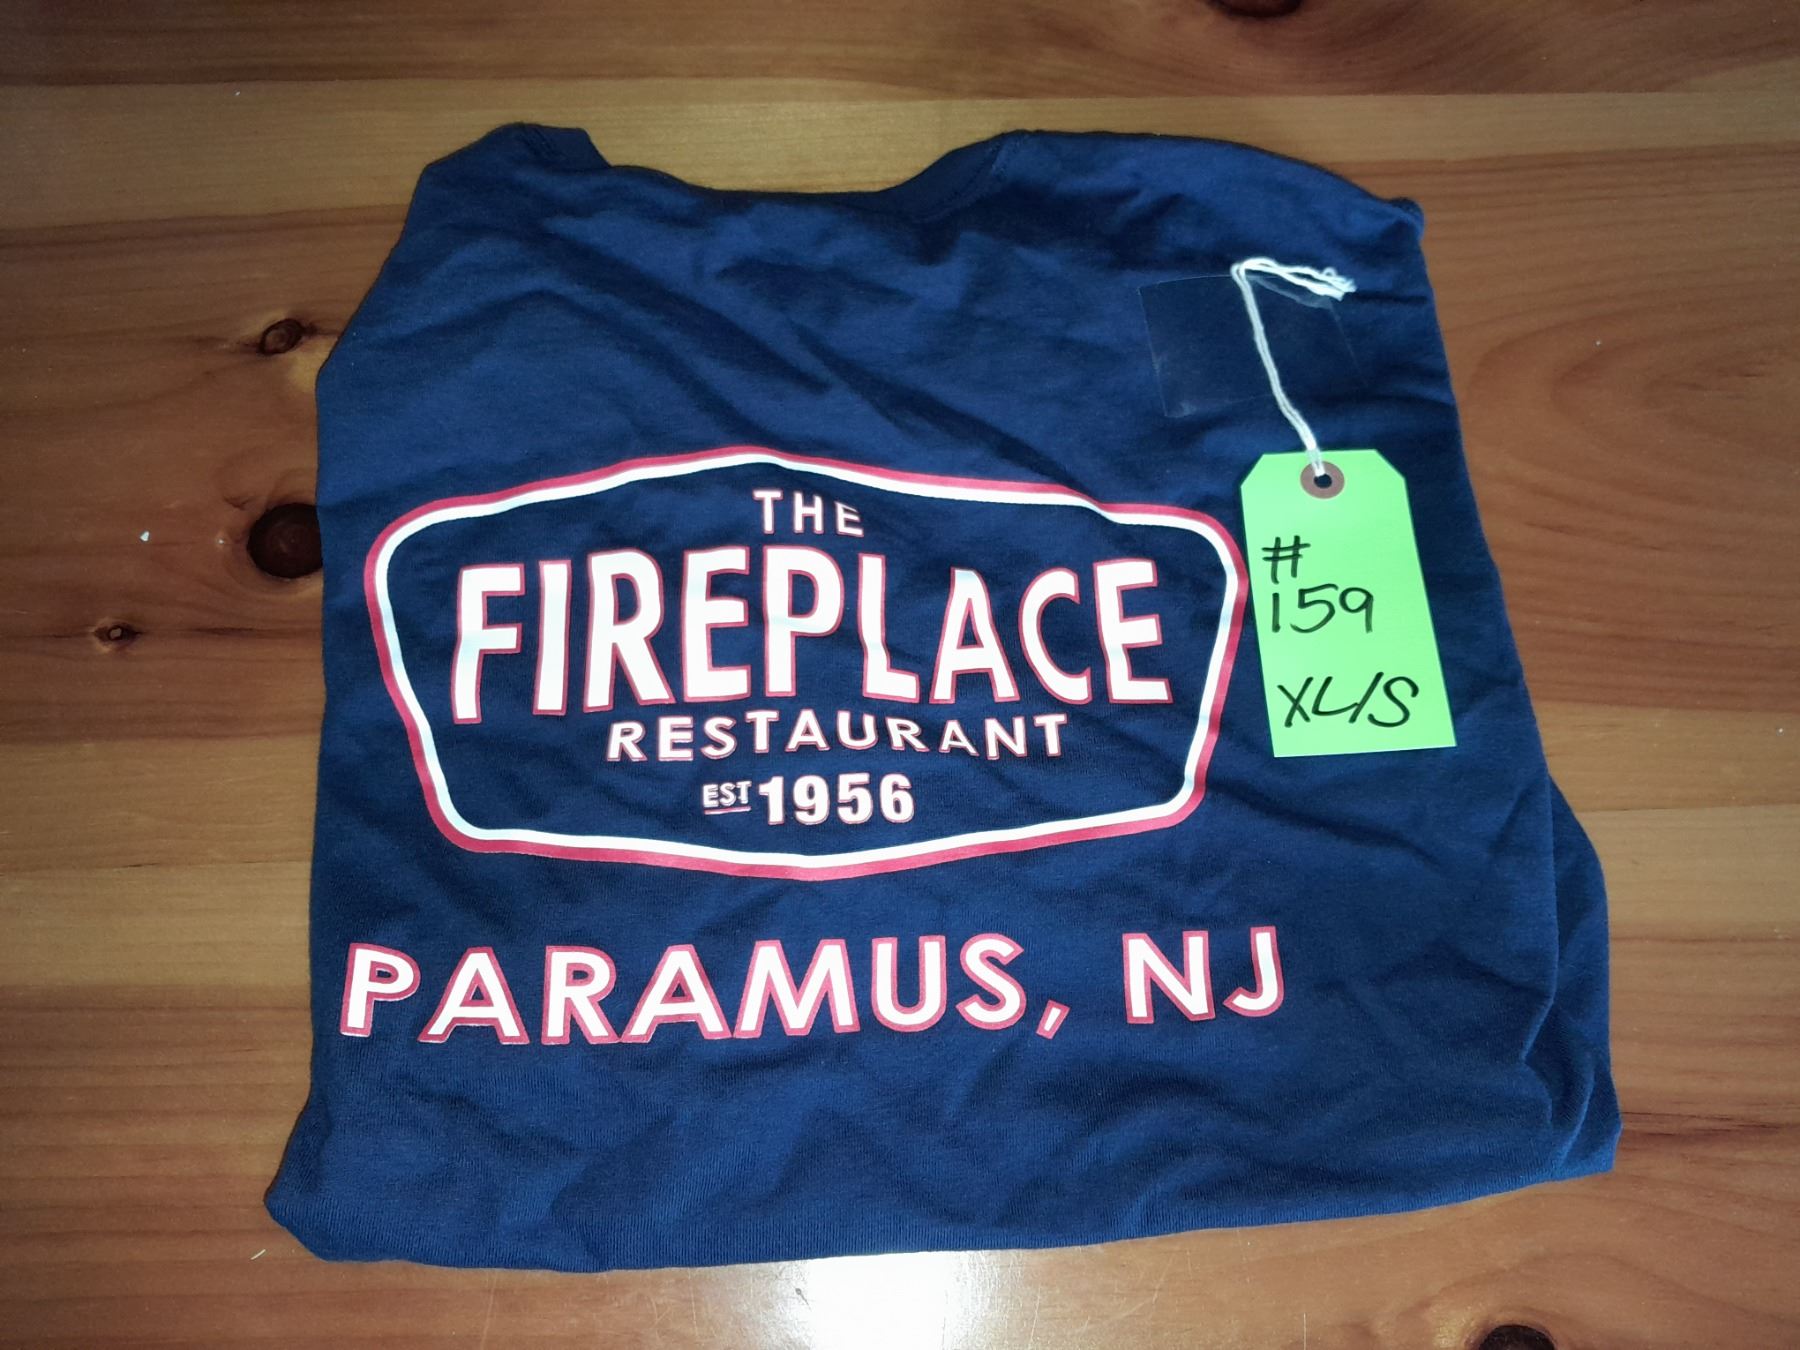 THE
FIREPLACE
RESTAURANT
EST 1956
PARAMUS, NJ
#
159
XL/S